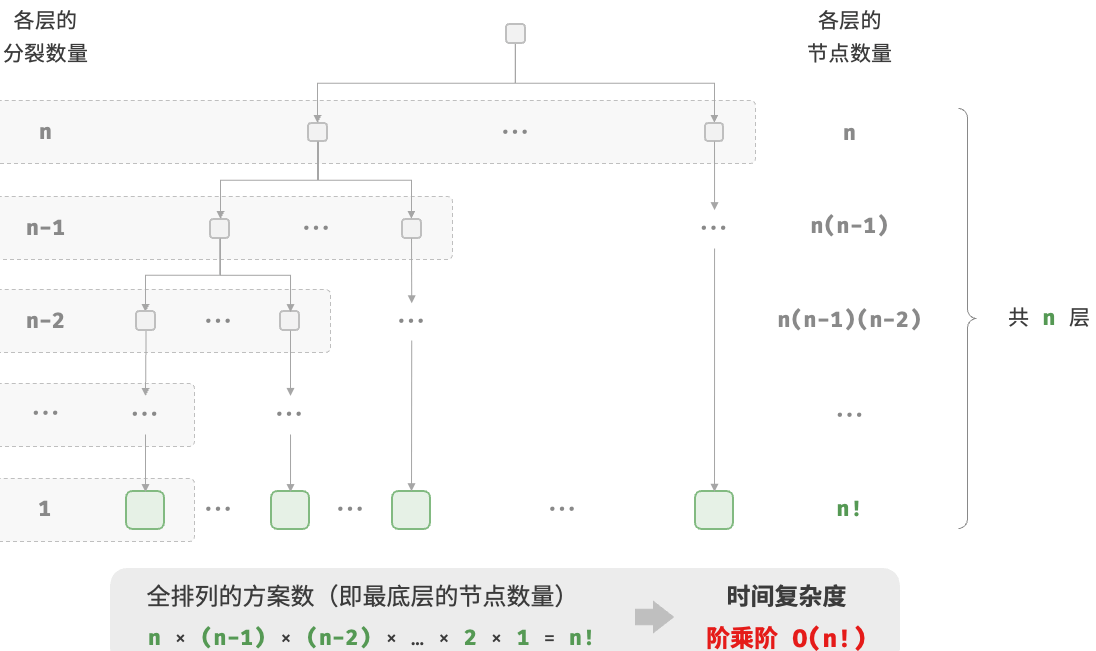 各层的
分裂数量
各层的
节点数量
n
...
n
n-1
...
...
n(n-1)
n-2
...
...
n(n-1)(n-2)
共 n 层
...
...
...
...
1
...
...
...
n!
全排列的方案数（即最底层的节点数量）
n × (n-1) × (n-2) × … × 2 × 1 = n!
时间复杂度
阶乘阶 O(n!)